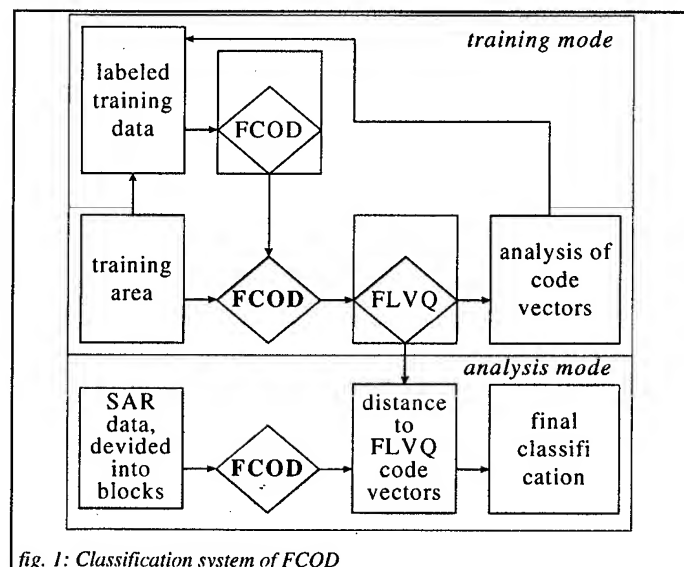 training mode
labeled
training
data
FCOD
training
area
FCOD
FLVQ
analysis of
code
vectors
analysis mode
SAR
data,
devided
into
blocks
FCOD
distance
to
FLVQ
code
vectors
final
classifi
cation
fig. 1: Classification system of FCOD